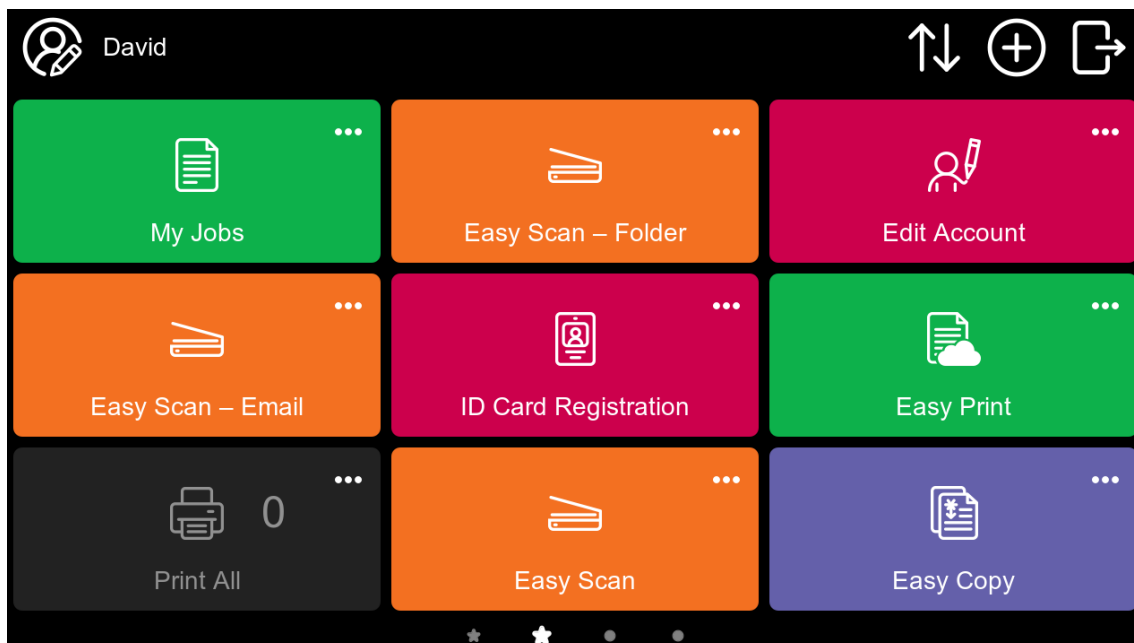 David
My Jobs
Easy Scan – Folder
Edit Account
Easy Scan – Email
ID Card Registration
Easy Print
0
Print All
Easy Scan
Easy Copy